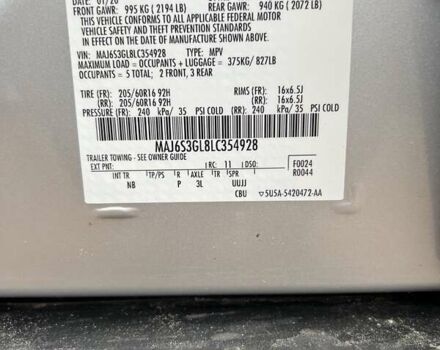 DATE: 01/20
FRONT GAWR: 995 KG ( 2194 LB) REAR GAWR: 940 KG ( 2072 LB)
THIS VEHICLE CONFORMS TO ALL APPLICABLE FEDERAL MOTOR
VEHICLE SAFETY AND THEFT PREVENTION STANDARDS
IN EFFECT ON THE DATE OF MANUFACTURE SHOWN ABOVE.
VIN: MAJ6S3GL8LC354928 TYPE: MPV
MAXIMUM LOAD = OCCUPANTS + LUGGAGE = 375KG/ 827LB
OCCUPANTS = 5 TOTAL; 2 FRONT, 3 REAR
TIRE (FR): 205/60R16 92H RIMS (FR): 16x6.5J
(RR): 205/60R16 92H (RR): 16x6.5J
PRESSURE (FR): 240 kPa/ 35 PSI COLD (RR): 240 kPa/ 35 PSI COLD
MAJ6S3GL8LC354928
TRAILER TOWING - SEE OWNER GUIDE
EXT PNT: RC: 11 DSO: F0024
R0044
INT TR TP/PS R AXLE TR SPR
NB P 3L UUJJ
CBU 5U5A-5420472-AA